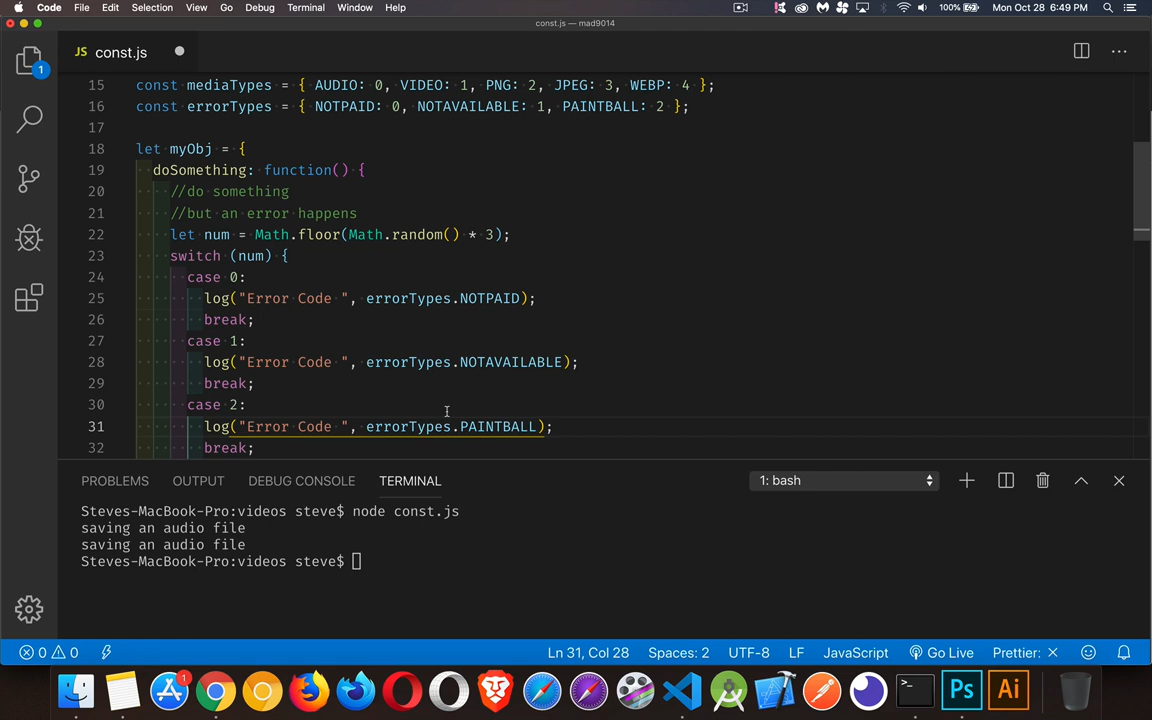 Code File Edit Selection View Go Debug Terminal Window Help 100% Mon Oct 28 6:49 PM
const.js — mad9014
JS const.js
1
15 const mediaTypes = { AUDIO: 0, VIDEO: 1, PNG: 2, JPEG: 3, WEBP: 4 };
16 const errorTypes = { NOTPAID: 0, NOTAVAILABLE: 1, PAINTBALL: 2 };
17
18 let myObj = {
19 doSomething: function() {
20 //do something
21 //but an error happens
22 let num = Math.floor(Math.random() * 3);
23 switch (num) {
24 case 0:
25 log("Error Code ", errorTypes.NOTPAID);
26 break;
27 case 1:
28 log("Error Code ", errorTypes.NOTAVAILABLE);
29 break;
30 case 2:
31 log("Error Code ", errorTypes.PAINTBALL);
32 break;
PROBLEMS OUTPUT DEBUG CONSOLE TERMINAL 1: bash
Steves-MacBook-Pro:videos steve$ node const.js
saving an audio file
saving an audio file
Steves-MacBook-Pro:videos steve$
0 0 Ln 31, Col 28 Spaces: 2 UTF-8 LF JavaScript Go Live Prettier: ×
1 >_ Ps Ai